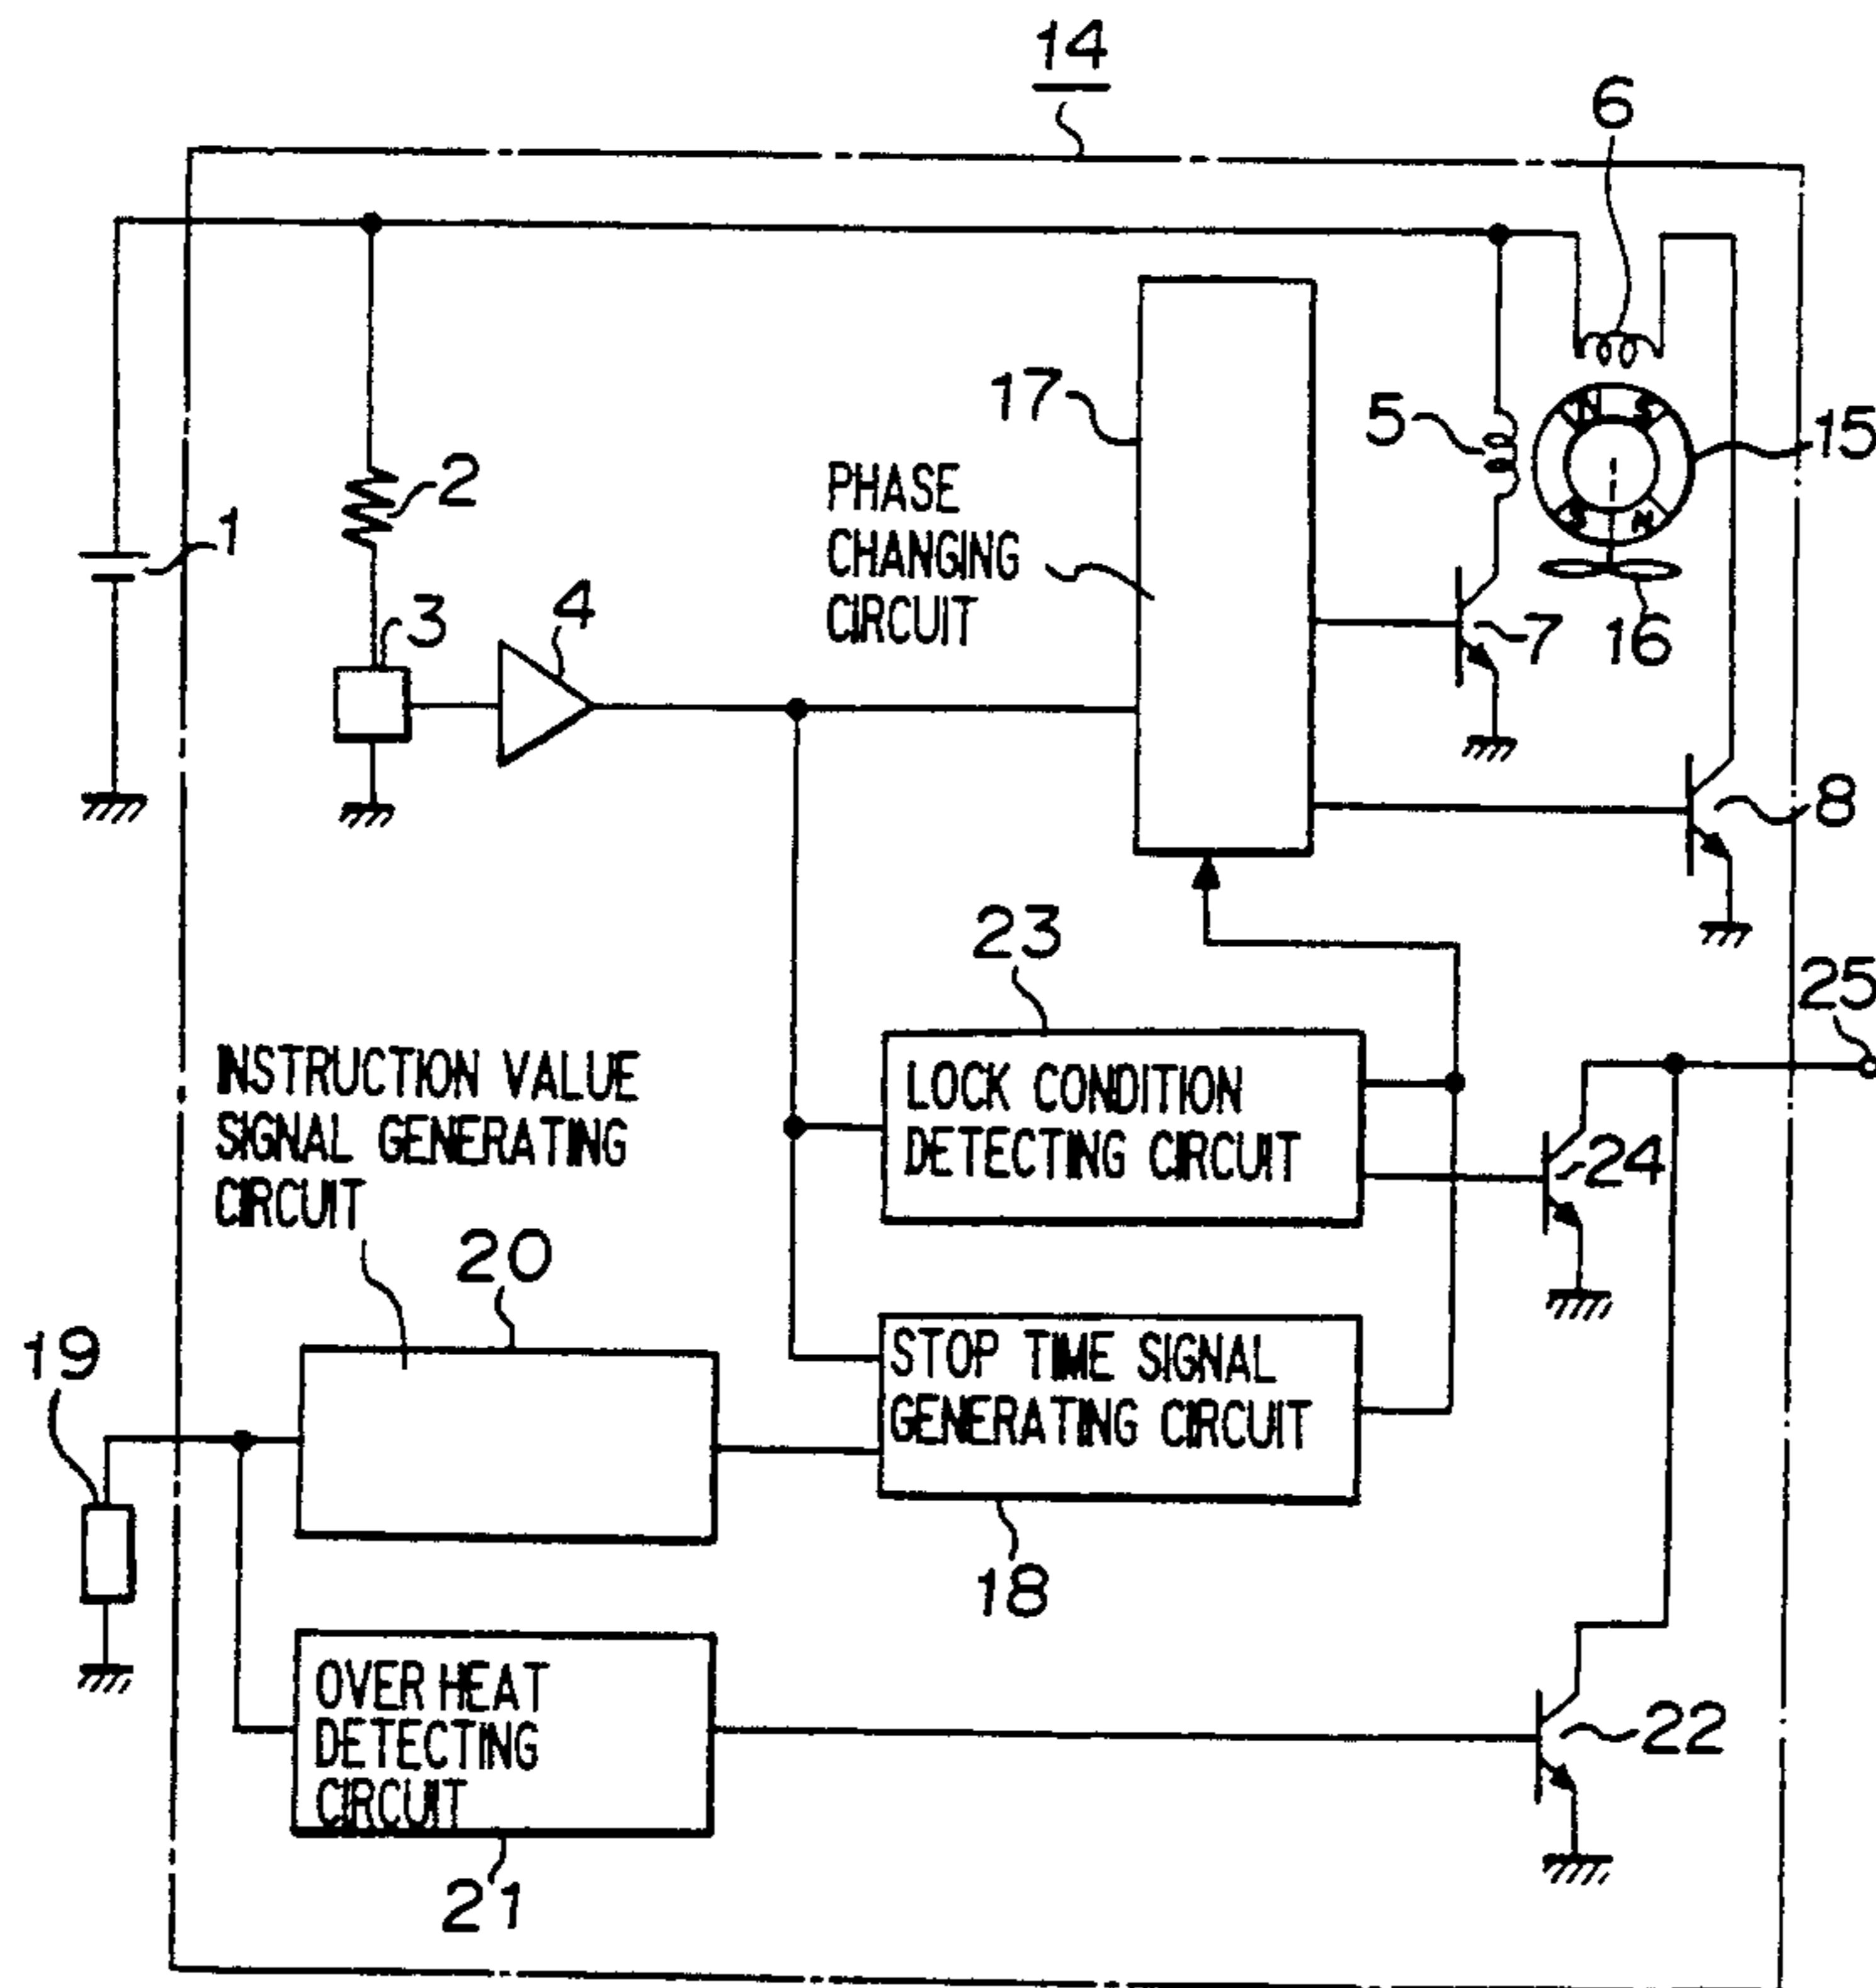 14
6
17
5
15
2
PHASE
CHANGING
CIRCUIT
1
3
4
7
16
8
23
25
INSTRUCTION VALUE
SIGNAL GENERATING
CIRCUIT
LOCK CONDITION
DETECTING CIRCUIT
24
20
19
STOP TIME SIGNAL
GENERATING CIRCUIT
18
OVER HEAT
DETECTING
CIRCUIT
22
21